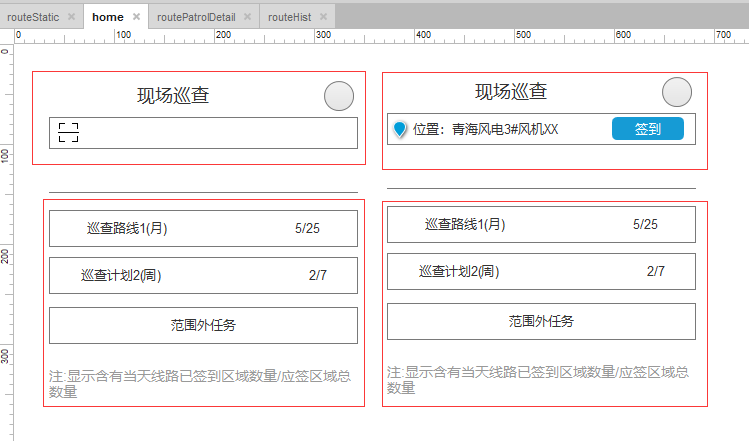 routeStatic
home
routePatrolDetail
routeHist
0 100 200 300 400 500 600 700
0
100
200
300
现场巡查
巡查路线1(月) 5/25
巡查计划2(周) 2/7
范围外任务
注:显示含有当天线路已签到区域数量/应签区域总
数量
现场巡查
位置：青海风电3#风机XX 签到
巡查路线1(月) 5/25
巡查计划2(周) 2/7
范围外任务
注:显示含有当天线路已签到区域数量/应签区域总
数量